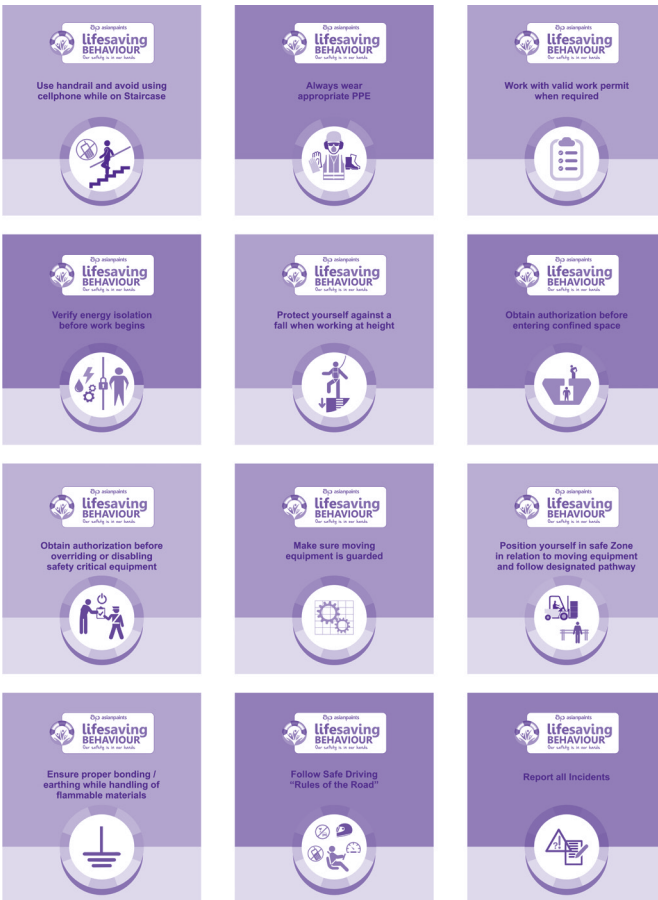 asianpaints
lifesaving
BEHAVIOUR
Our safety is in our hands
Use handrail and avoid using
cellphone while on Staircase
asianpaints
lifesaving
BEHAVIOUR
Our safety is in our hands
Always wear
appropriate PPE
asianpaints
lifesaving
BEHAVIOUR
Our safety is in our hands
Work with valid work permit
when required
asianpaints
lifesaving
BEHAVIOUR
Our safety is in our hands
Verify energy isolation
before work begins
asianpaints
lifesaving
BEHAVIOUR
Our safety is in our hands
Protect yourself against a
fall when working at height
asianpaints
lifesaving
BEHAVIOUR
Our safety is in our hands
Obtain authorization before
entering confined space
asianpaints
lifesaving
BEHAVIOUR
Our safety is in our hands
Obtain authorization before
overriding or disabling
safety critical equipment
asianpaints
lifesaving
BEHAVIOUR
Our safety is in our hands
Make sure moving
equipment is guarded
asianpaints
lifesaving
BEHAVIOUR
Our safety is in our hands
Position yourself in safe Zone
in relation to moving equipment
and follow designated pathway
asianpaints
lifesaving
BEHAVIOUR
Our safety is in our hands
Ensure proper bonding /
earthing while handling of
flammable materials
asianpaints
lifesaving
BEHAVIOUR
Our safety is in our hands
Follow Safe Driving
“Rules of the Road”
asianpaints
lifesaving
BEHAVIOUR
Our safety is in our hands
Report all Incidents